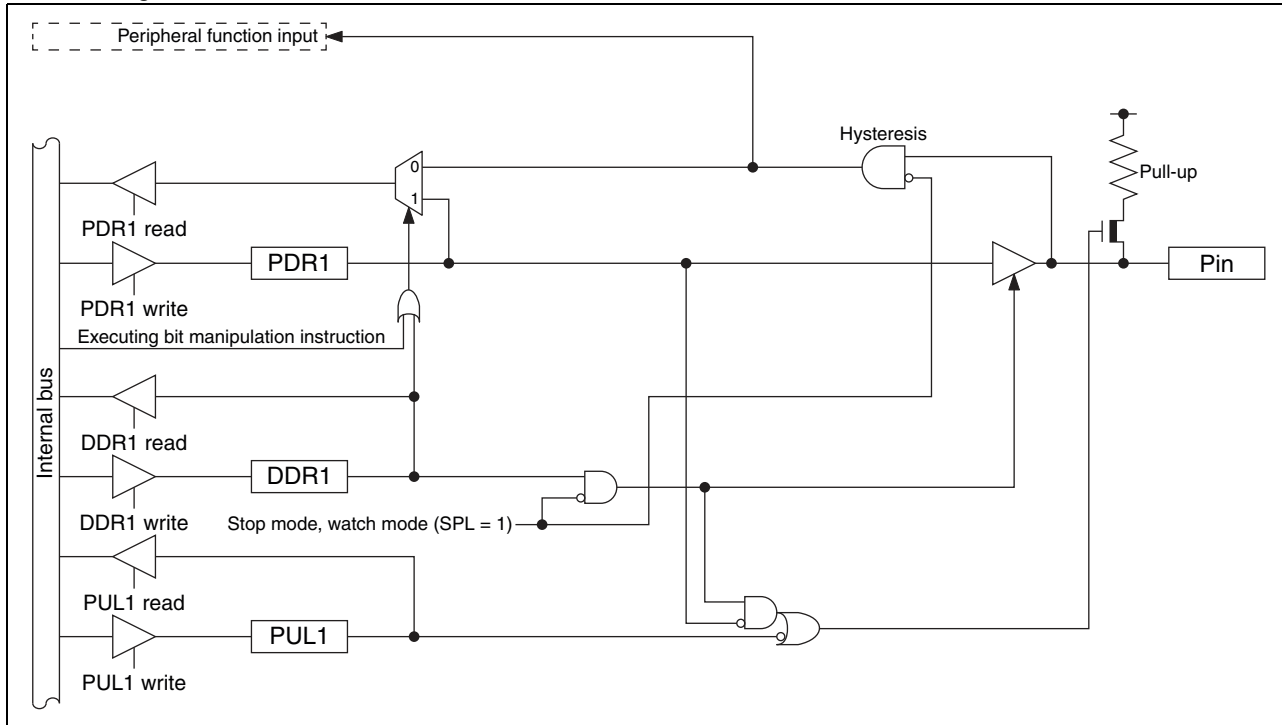 Peripheral function input
Hysteresis
0
Pull-up
1
PDR1 read
PDR1
Pin
PDR1 write
Executing bit manipulation instruction
Internal bus
DDR1 read
DDR1
DDR1 write
Stop mode, watch mode (SPL = 1)
PUL1 read
PUL1
PUL1 write